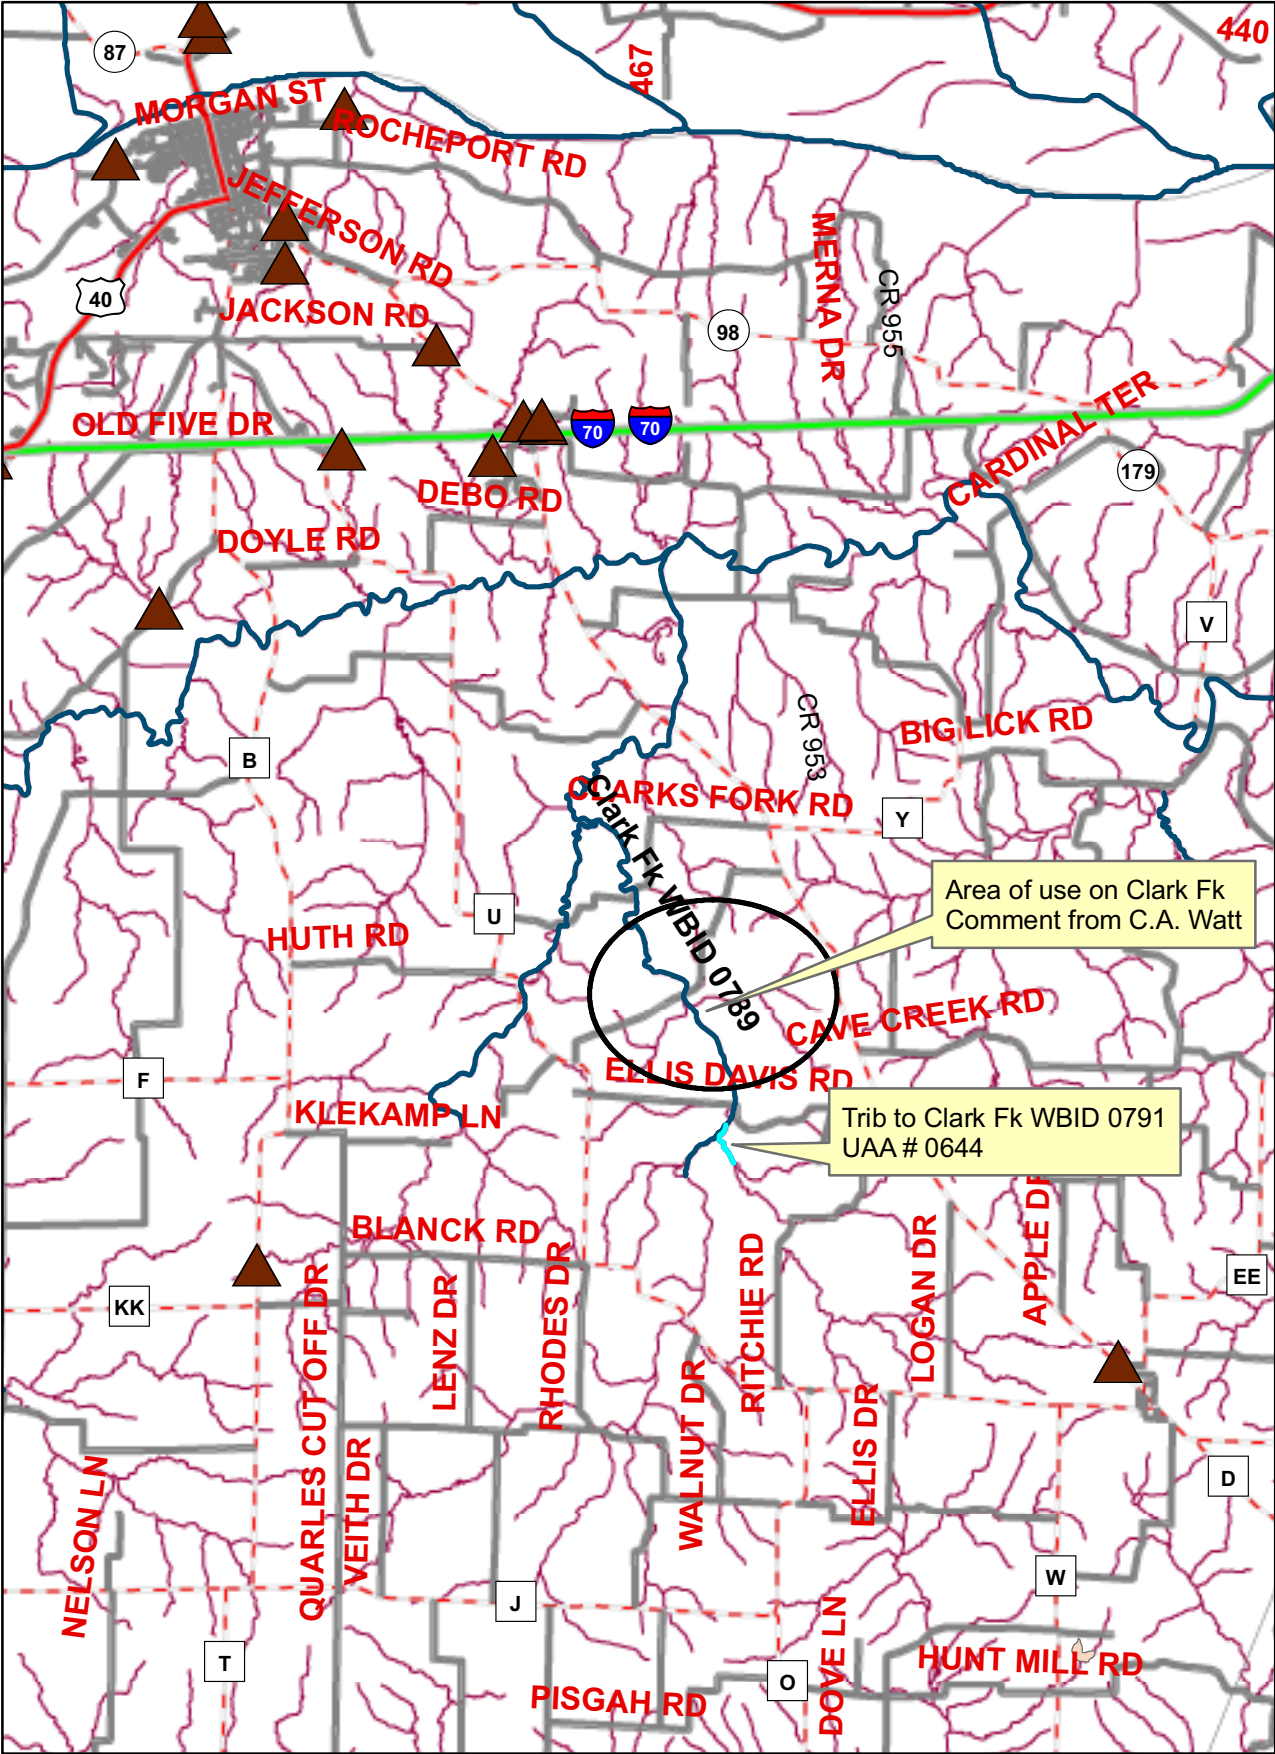 440
87
467
MORGAN ST
ROCHEPORT RD
JEFFERSON RD
MERNA DR
CR 955
40
JACKSON RD
98
CARDINAL TER
OLD FIVE DR
70
70
179
DEBO RD
DOYLE RD
V
CR 953
BIG LICK RD
B
CLARKS FORK RD
Y
Clark Fk WBID 0789
Area of use on Clark Fk
Comment from C.A. Watt
U
HUTH RD
CAVE CREEK RD
F
ELLIS DAVIS RD
KLEKAMP LN
Trib to Clark Fk WBID 0791
UAA # 0644
BLANCK RD
APPLE DR
EE
KK
QUARLES CUT OFF DR
LENZ DR
RHODES DR
RITCHIE RD
LOGAN DR
WALNUT DR
ELLIS DR
NELSON LN
VEITH DR
D
W
J
T
DOVE LN
HUNT MILL RD
O
PISGAH RD